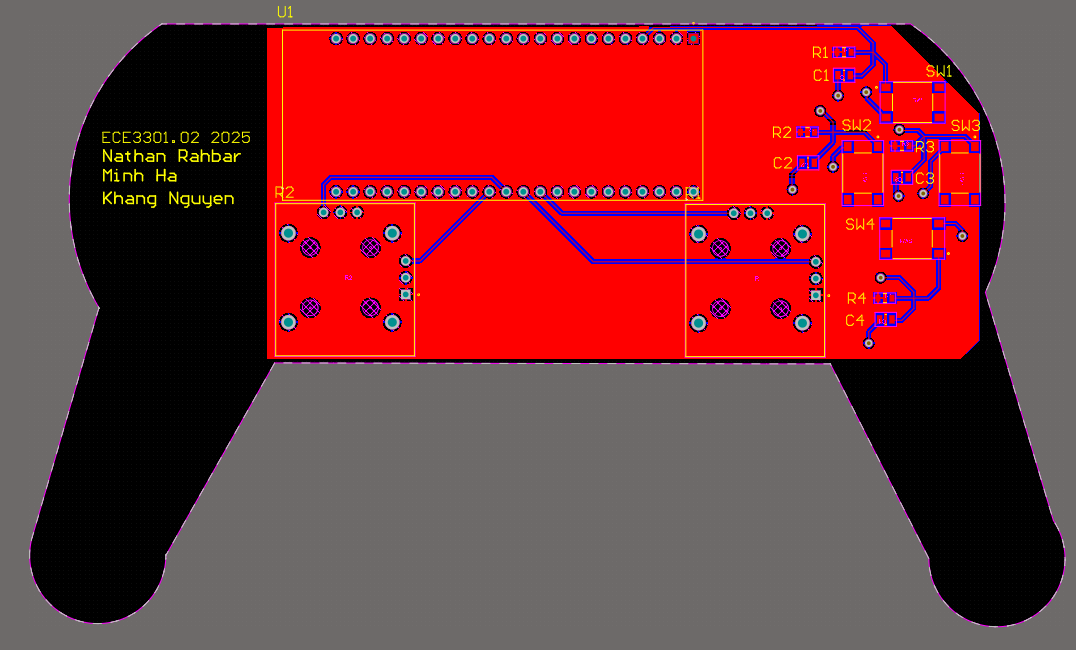 U1
R1
C1
SW1
ECE3301.02 2025
Nathan Rahbar
Minh Ha
Khang Nguyen
R2
SW2
SW3
R3
C2
C3
R2
SW4
R4
C4